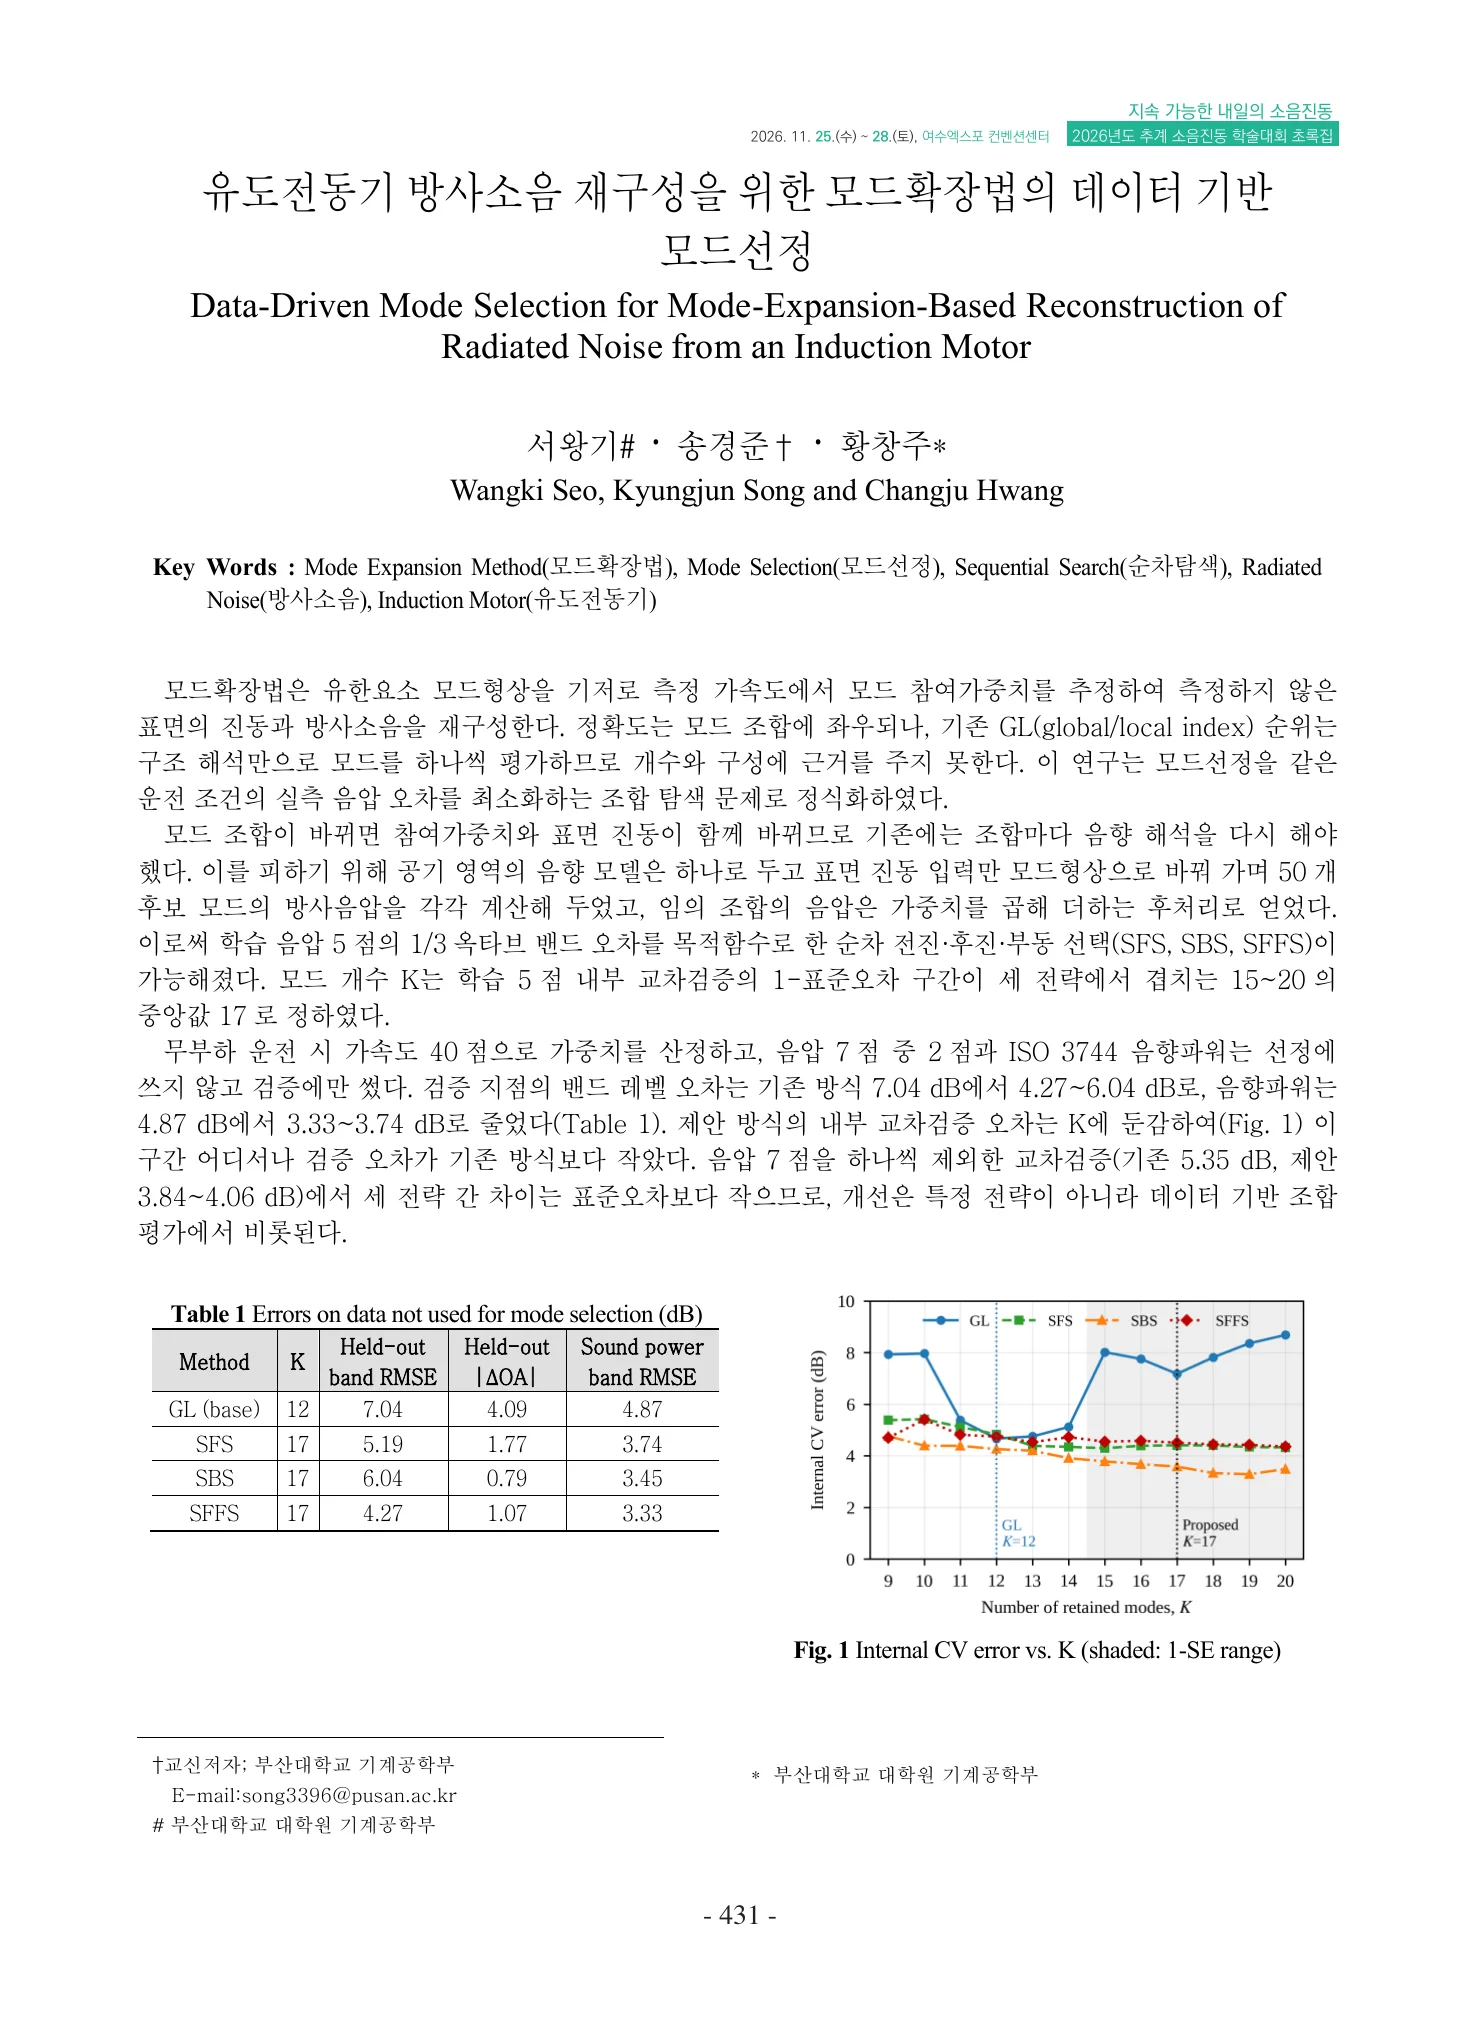 지속 가능한 내일의 소음진동
2026. 11. 25.(수) ~ 28.(토), 여수엑스포 컨벤션센터 2026년도 추계 소음진동 학술대회 초록집
유도전동기 방사소음 재구성을 위한 모드확장법의 데이터 기반
모드선정
Data-Driven Mode Selection for Mode-Expansion-Based Reconstruction of
Radiated Noise from an Induction Motor
서왕기# · 송경준† · 황창주*
Wangki Seo, Kyungjun Song and Changju Hwang
Key Words : Mode Expansion Method(모드확장법), Mode Selection(모드선정), Sequential Search(순차탐색), Radiated
Noise(방사소음), Induction Motor(유도전동기)
모드확장법은 유한요소 모드형상을 기저로 측정 가속도에서 모드 참여가중치를 추정하여 측정하지 않은
표면의 진동과 방사소음을 재구성한다. 정확도는 모드 조합에 좌우되나, 기존 GL(global/local index) 순위는
구조 해석만으로 모드를 하나씩 평가하므로 개수와 구성에 근거를 주지 못한다. 이 연구는 모드선정을 같은
운전 조건의 실측 음압 오차를 최소화하는 조합 탐색 문제로 정식화하였다.
모드 조합이 바뀌면 참여가중치와 표면 진동이 함께 바뀌므로 기존에는 조합마다 음향 해석을 다시 해야
했다. 이를 피하기 위해 공기 영역의 음향 모델은 하나로 두고 표면 진동 입력만 모드형상으로 바꿔 가며 50 개
후보 모드의 방사음압을 각각 계산해 두었고, 임의 조합의 음압은 가중치를 곱해 더하는 후처리로 얻었다.
이로써 학습 음압 5 점의 1/3 옥타브 밴드 오차를 목적함수로 한 순차 전진·후진·부동 선택(SFS, SBS, SFFS)이
가능해졌다. 모드 개수 K는 학습 5 점 내부 교차검증의 1-표준오차 구간이 세 전략에서 겹치는 15~20 의
중앙값 17 로 정하였다.
무부하 운전 시 가속도 40 점으로 가중치를 산정하고, 음압 7 점 중 2 점과 ISO 3744 음향파워는 선정에
쓰지 않고 검증에만 썼다. 검증 지점의 밴드 레벨 오차는 기존 방식 7.04 dB에서 4.27~6.04 dB로, 음향파워는
4.87 dB에서 3.33~3.74 dB로 줄었다(Table 1). 제안 방식의 내부 교차검증 오차는 K에 둔감하여(Fig. 1) 이
구간 어디서나 검증 오차가 기존 방식보다 작았다. 음압 7 점을 하나씩 제외한 교차검증(기존 5.35 dB, 제안
3.84~4.06 dB)에서 세 전략 간 차이는 표준오차보다 작으므로, 개선은 특정 전략이 아니라 데이터 기반 조합
평가에서 비롯된다.
Table 1 Errors on data not used for mode selection (dB)
Method K Held-out band RMSE Held-out |ΔOA| Sound power band RMSE
GL (base) 12 7.04 4.09 4.87
SFS 17 5.19 1.77 3.74
SBS 17 6.04 0.79 3.45
SFFS 17 4.27 1.07 3.33
GL SFS SBS SFFS
Internal CV error (dB)
10
8
6
4
2
0
GL
K=12
Proposed
K=17
9 10 11 12 13 14 15 16 17 18 19 20
Number of retained modes, K
Fig. 1 Internal CV error vs. K (shaded: 1-SE range)
†교신저자; 부산대학교 기계공학부
E-mail:song3396@pusan.ac.kr
# 부산대학교 대학원 기계공학부
* 부산대학교 대학원 기계공학부
- 431 -